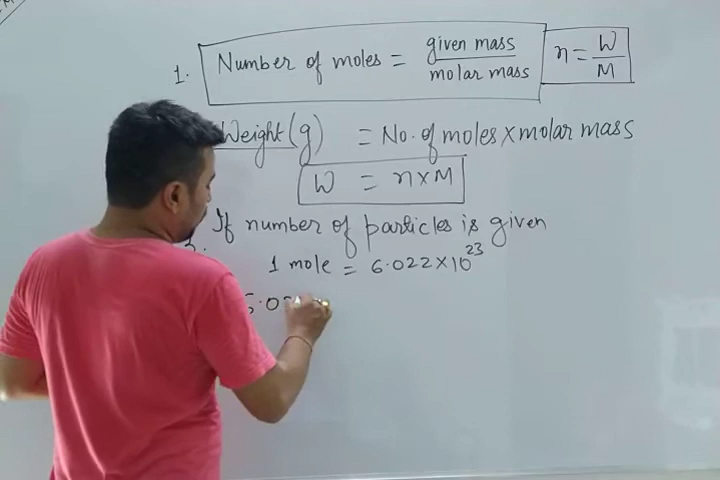 1. Number of moles = given mass / molar mass n = W / M
Weight (g) = No. of moles × molar mass
W = n × M
If number of particles is given
1 mole = 6.022 × 10^23